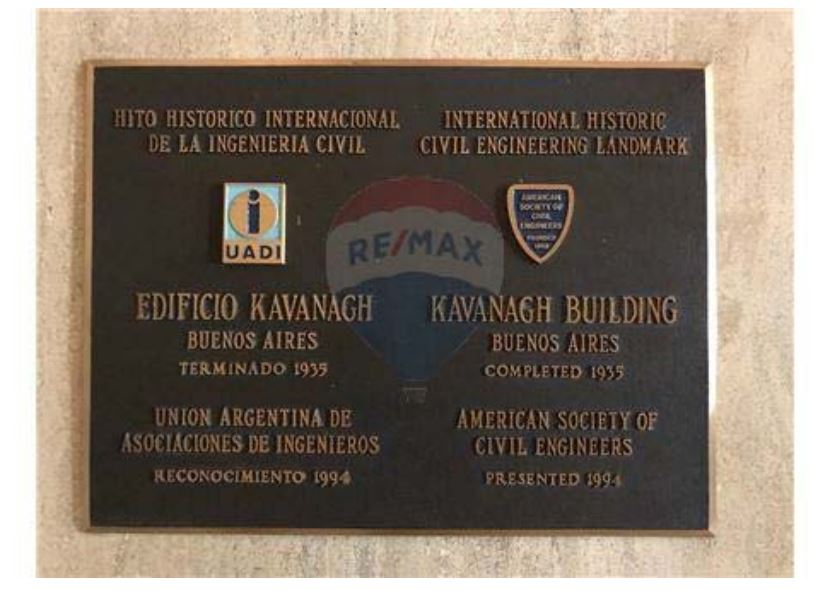 HITO HISTORICO INTERNACIONAL
DE LA INGENIERIA CIVIL
UADI
EDIFICIO KAVANAGH
BUENOS AIRES
TERMINADO 1935
UNION ARGENTINA DE
ASOCIACIONES DE INGENIEROS
RECONOCIMIENTO 1994
INTERNATIONAL HISTORIC
CIVIL ENGINEERING LANDMARK
AMERICAN
SOCIETY OF
CIVIL
ENGINEERS
FOUNDED
1852
KAVANAGH BUILDING
BUENOS AIRES
COMPLETED 1935
AMERICAN SOCIETY OF
CIVIL ENGINEERS
PRESENTED 1994
RE/MAX